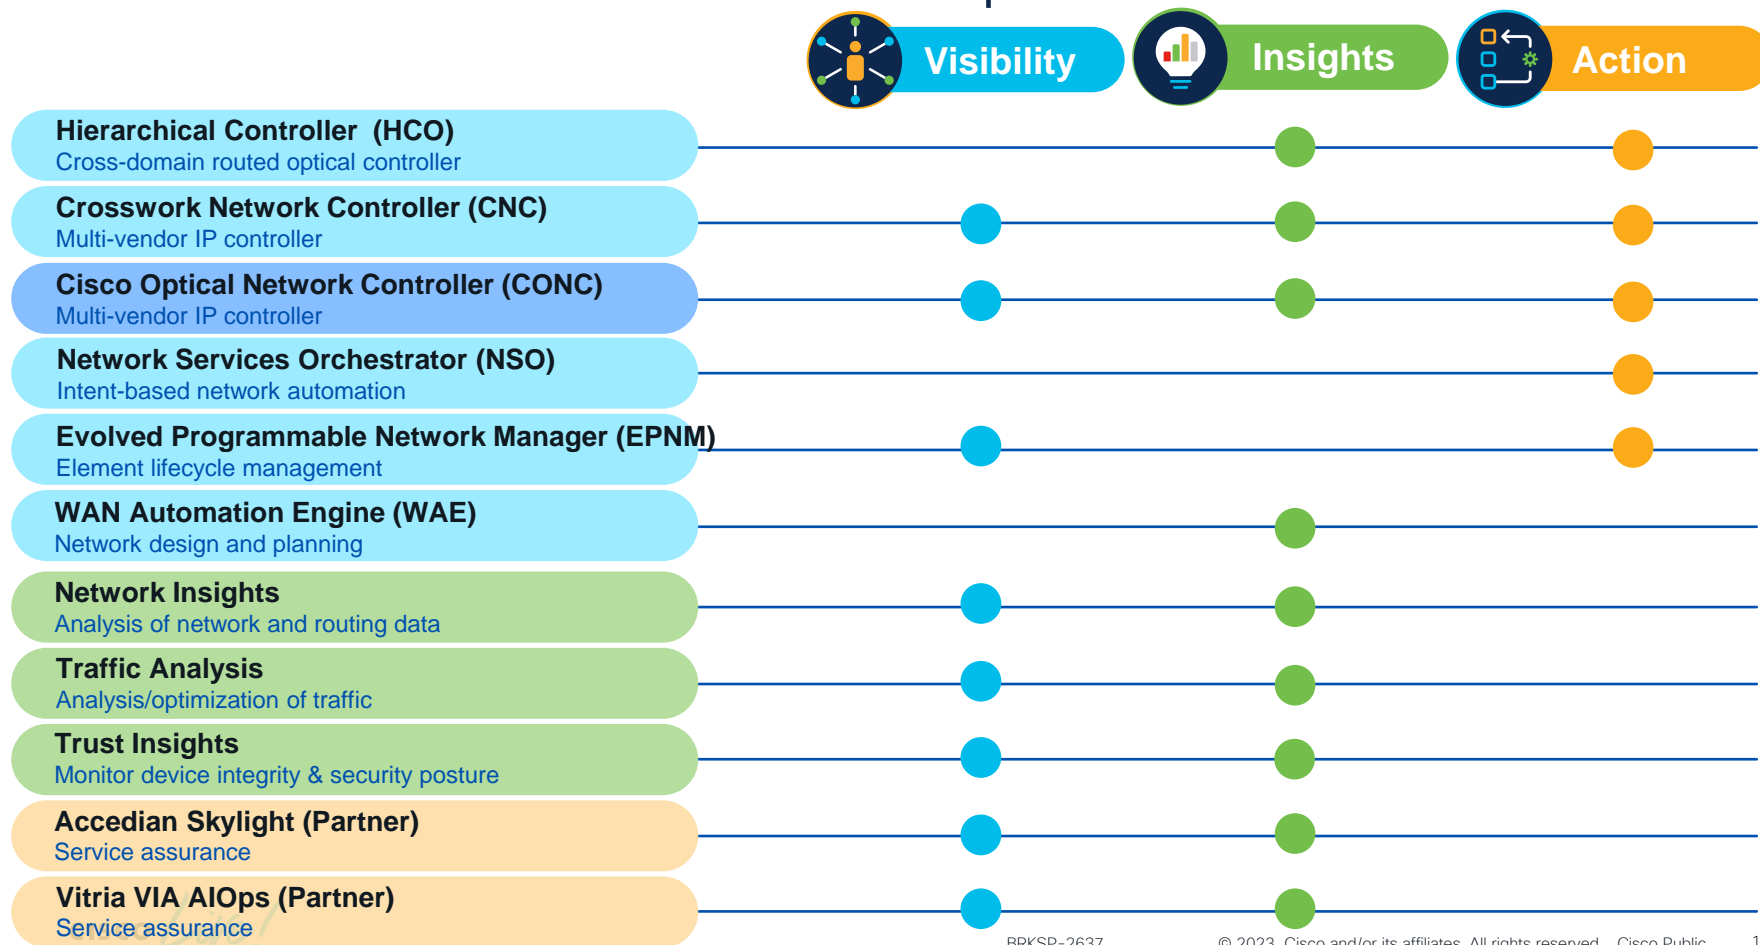 Visibility
Insights
Action
Hierarchical Controller (HCO)
Cross-domain routed optical controller
Crosswork Network Controller (CNC)
Multi-vendor IP controller
Cisco Optical Network Controller (CONC)
Multi-vendor IP controller
Network Services Orchestrator (NSO)
Intent-based network automation
Evolved Programmable Network Manager (EPNM)
Element lifecycle management
WAN Automation Engine (WAE)
Network design and planning
Network Insights
Analysis of network and routing data
Traffic Analysis
Analysis/optimization of traffic
Trust Insights
Monitor device integrity & security posture
Accedian Skylight (Partner)
Service assurance
Vitria VIA AIOps (Partner)
Service assurance
cisco Live!
BRKSP-2637 © 2023 Cisco and/or its affiliates. All rights reserved. Cisco Public